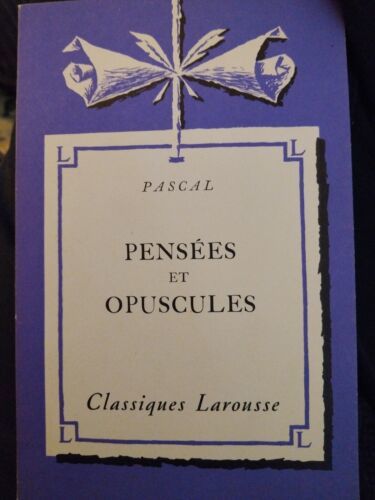 L L
PASCAL
PENSÉES
ET
OPUSCULES
Classiques Larousse
L L